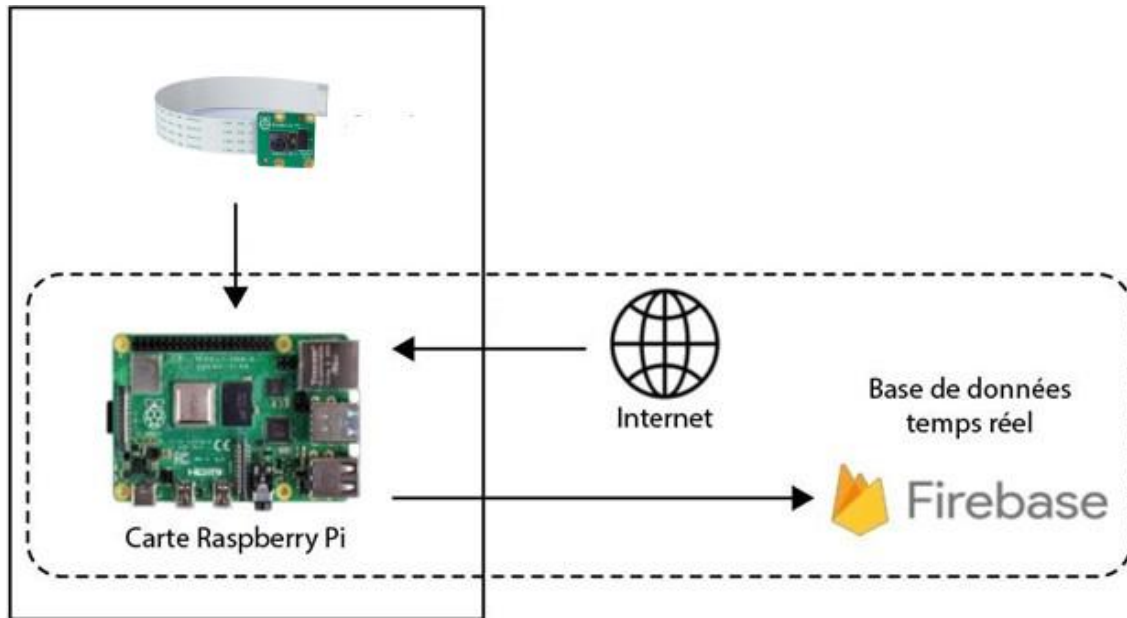 Internet
Base de données
temps réel
Firebase
Carte Raspberry Pi